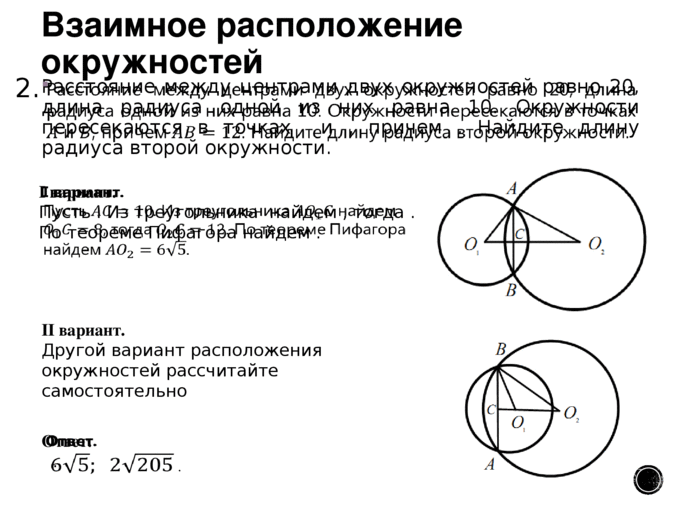 Взаимное расположение
окружностей
2. Расстояние между центрами двух окружностей равно 20, длина
радиуса одной из них равна 10. Окружности пересекаются в точках
A и B, причем AB = 12. Найдите длину радиуса второй окружности.
I вариант.
Пусть AO₁ = 10. Из треугольника AO₁C найдем
O₁C = 8, тогда O₂C = 12. По теореме Пифагора
найдем AO₂ = 6√5.
A
O₁
C
O₂
B
II вариант.
Другой вариант расположения
окружностей рассчитайте
самостоятельно
B
C
O₁
O₂
A
Ответ.
6√5; 2√205 .